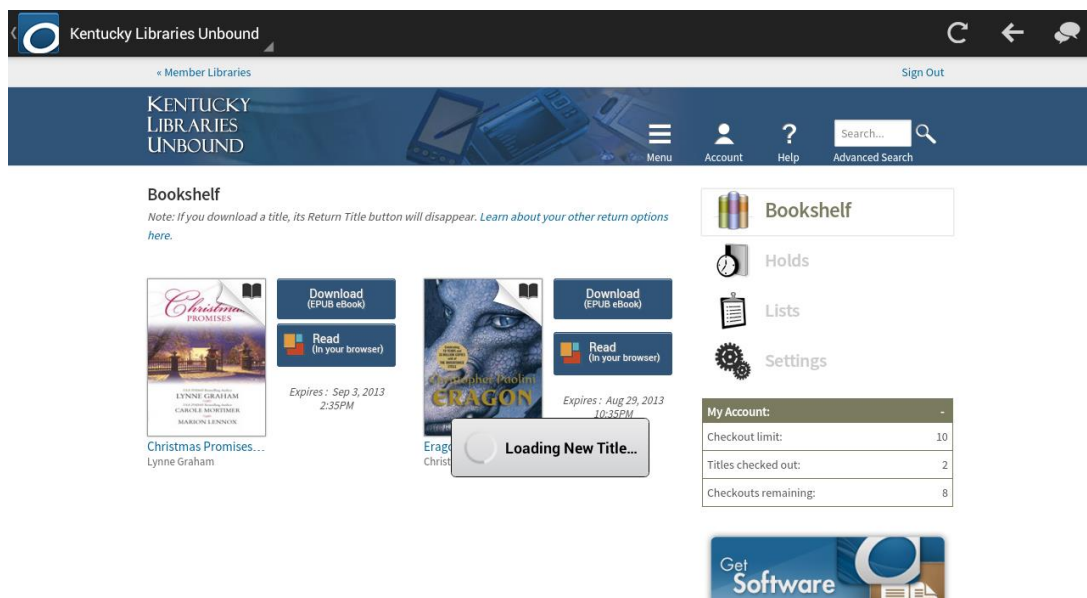 Kentucky Libraries Unbound
« Member Libraries
Sign Out
KENTUCKY
LIBRARIES
UNBOUND
Menu
Account
Help
Search...
Advanced Search
Bookshelf
Note: If you download a title, its Return Title button will disappear. Learn about your other return options
here.
Christmas
PROMISES
LYNNE GRAHAM
CAROLE MORTIMER
MARION LENNOX
Download
(EPUB eBook)
Read
(In your browser)
Expires : Sep 3, 2013
2:35PM
Christmas Promises…
Lynne Graham
Christopher Paolini
ERAGON
Download
(EPUB eBook)
Read
(In your browser)
Expires : Aug 29, 2013
10:35PM
Loading New Title...
Bookshelf
Holds
Lists
Settings
My Account: -
Checkout limit: 10
Titles checked out: 2
Checkouts remaining: 8
Get
Software